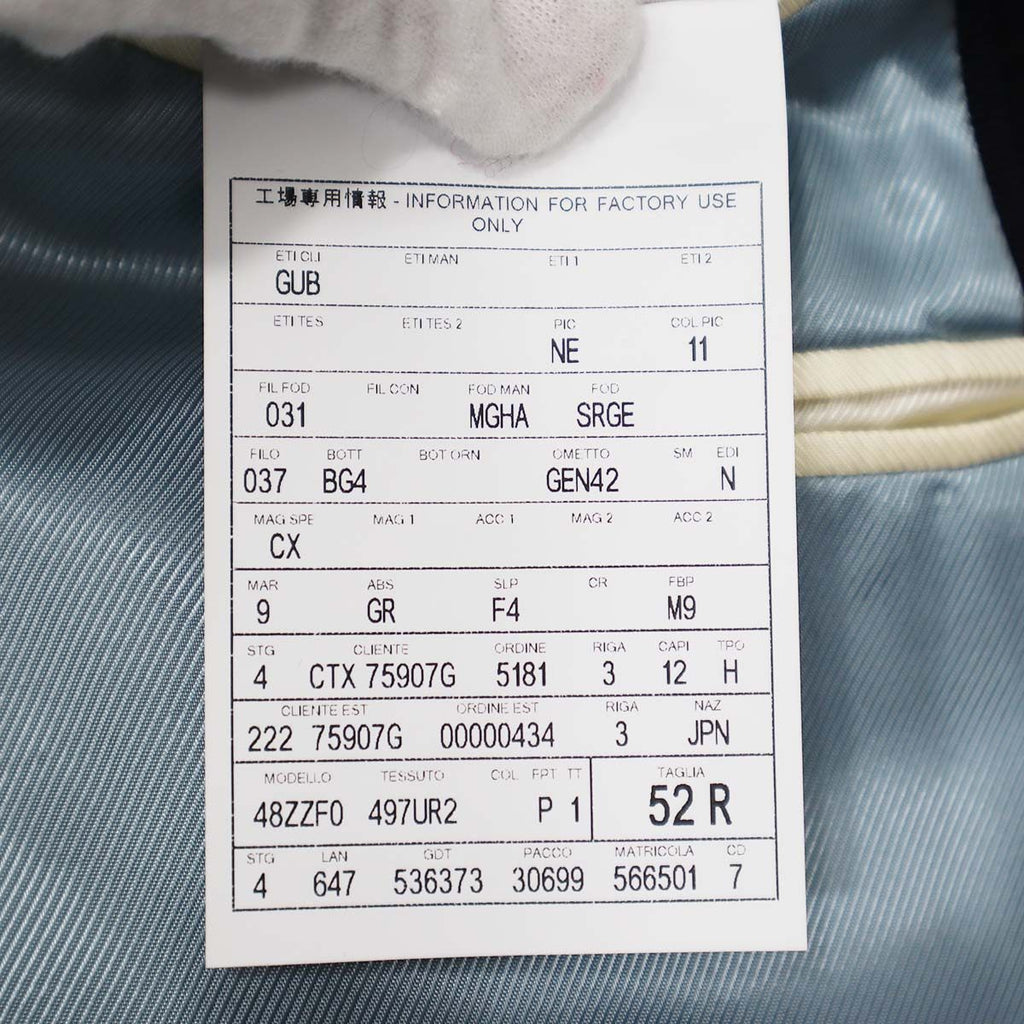 工場専用情報 - INFORMATION FOR FACTORY USE
ONLY
ETI CLI ETI MAN ETI 1 ETI 2
GUB
ETI TES ETI TES 2 PIC COL PIC
NE 11
FIL FOD FIL CON FOD MAN FOD
031 MGHA SRGE
FILO BOTT BOT ORN OMETTO SM EDI
037 BG4 GEN42 N
MAG SPE MAG 1 ACC 1 MAG 2 ACC 2
CX
MAR ABS SLP CR FBP
9 GR F4 M9
STG CLIENTE ORDINE RIGA CAPI TPO
4 CTX 75907G 5181 3 12 H
CLIENTE EST ORDINE EST RIGA NAZ
222 75907G 00000434 3 JPN
MODELLO TESSUTO COL FPT TT TAGLIA
48ZZF0 497UR2 P 1 52 R
STG LAN GDT PACCO MATRICOLA CD
4 647 536373 30699 566501 7